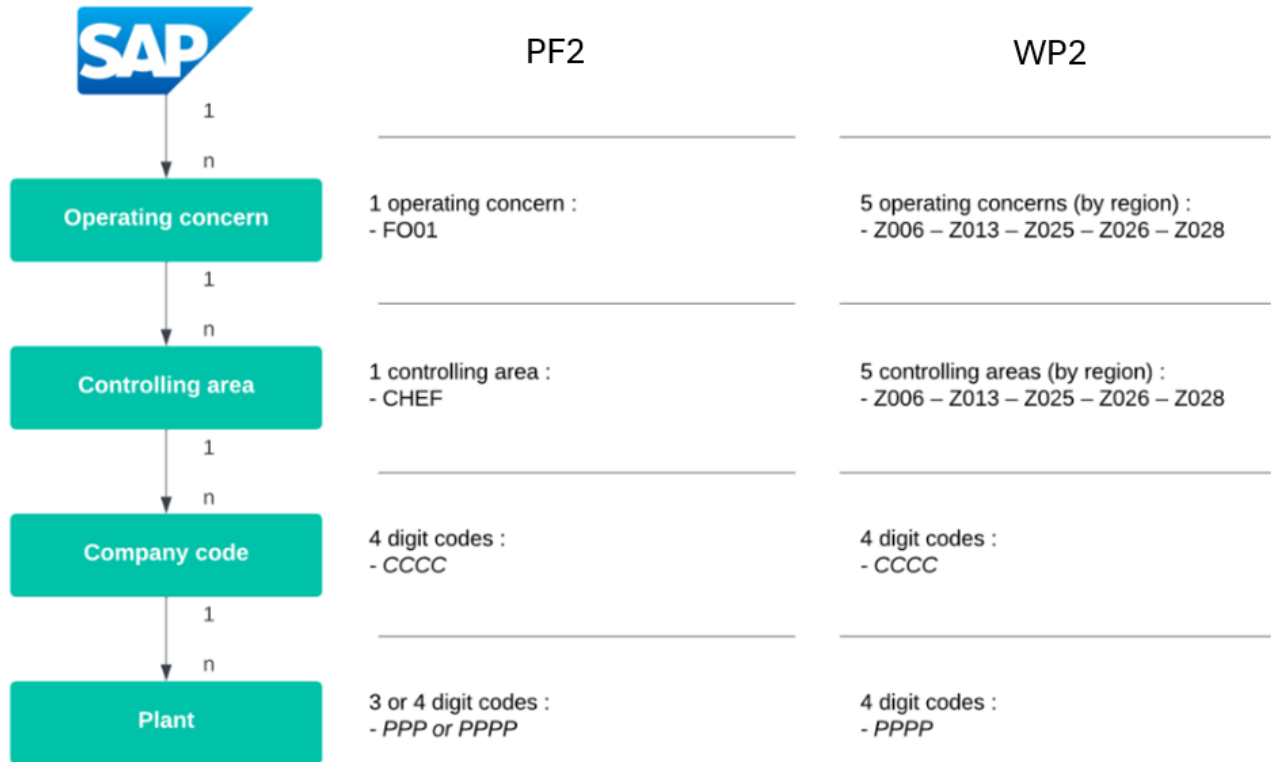 SAP
PF2
WP2
1
n
Operating concern
1 operating concern :
- FO01
5 operating concerns (by region) :
- Z006 – Z013 – Z025 – Z026 – Z028
1
n
Controlling area
1 controlling area :
- CHEF
5 controlling areas (by region) :
- Z006 – Z013 – Z025 – Z026 – Z028
1
n
Company code
4 digit codes :
- CCCC
4 digit codes :
- CCCC
1
n
Plant
3 or 4 digit codes :
- PPP or PPPP
4 digit codes :
- PPPP